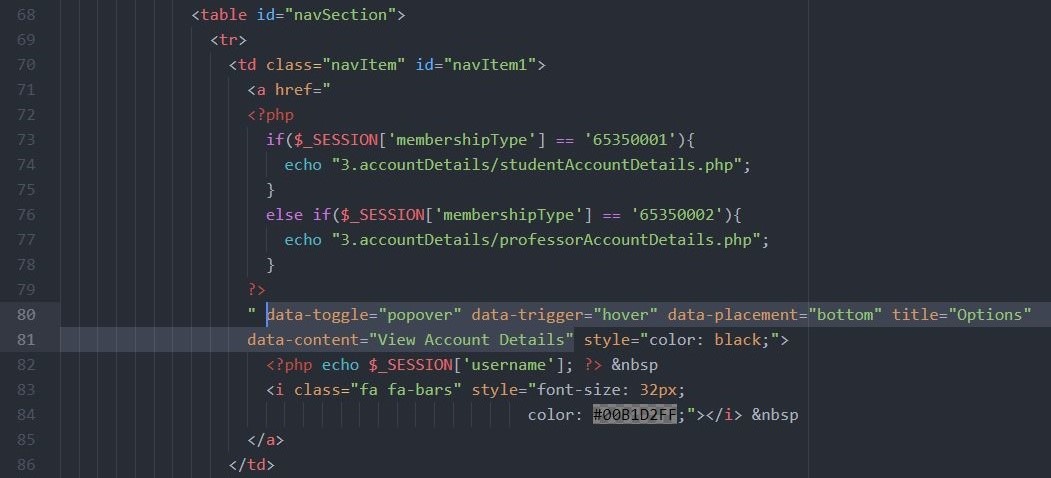 68 <table id="navSection">
69 <tr>
70 <td class="navItem" id="navItem1">
71 <a href="
72 <?php
73 if($_SESSION['membershipType'] == '65350001'){
74 echo "3.accountDetails/studentAccountDetails.php";
75 }
76 else if($_SESSION['membershipType'] == '65350002'){
77 echo "3.accountDetails/professorAccountDetails.php";
78 }
79 ?>
80 " data-toggle="popover" data-trigger="hover" data-placement="bottom" title="Options"
81 data-content="View Account Details" style="color: black;">
82 <?php echo $_SESSION['username']; ?> &nbsp
83 <i class="fa fa-bars" style="font-size: 32px;
84 color: #00B1D2FF;"></i> &nbsp
85 </a>
86 </td>